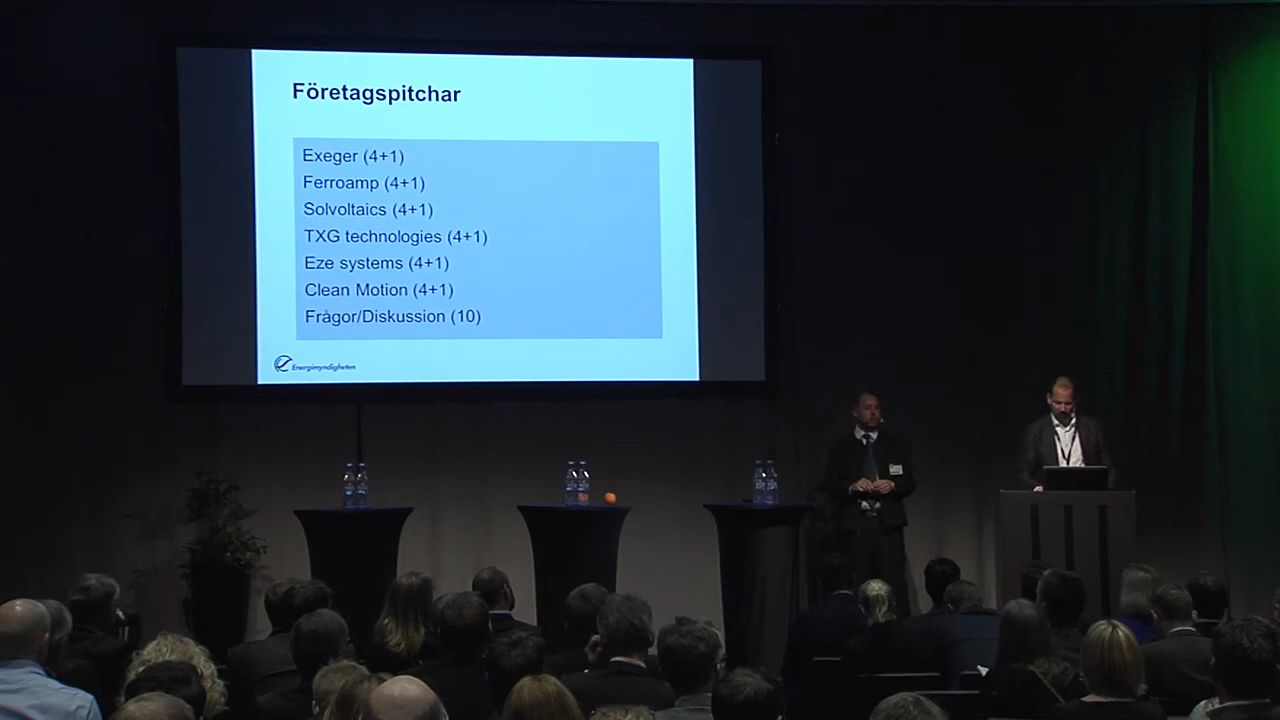 Företagspitchar
Exeger (4+1)
Ferroamp (4+1)
Solvoltaics (4+1)
TXG technologies (4+1)
Eze systems (4+1)
Clean Motion (4+1)
Frågor/Diskussion (10)
Energimyndigheten